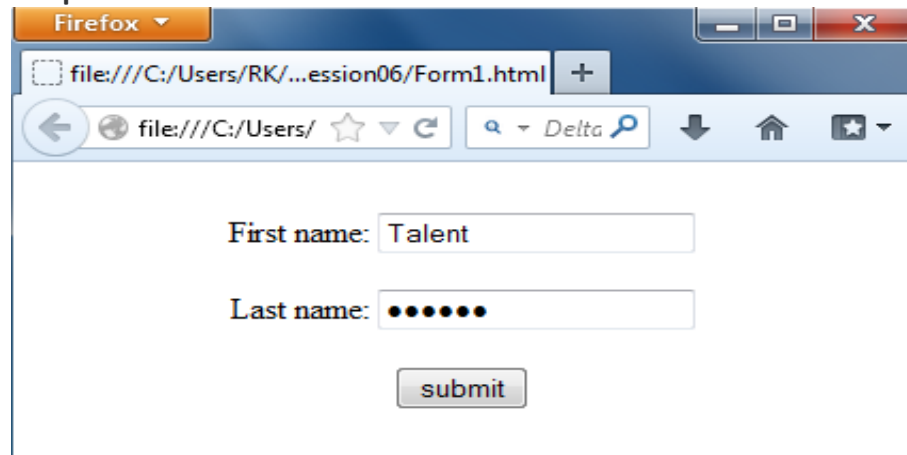 Firefox
file:///C:/Users/RK/...ession06/Form1.html +
file:///C:/Users/ Delta
First name: Talent
Last name: ●●●●●●
submit